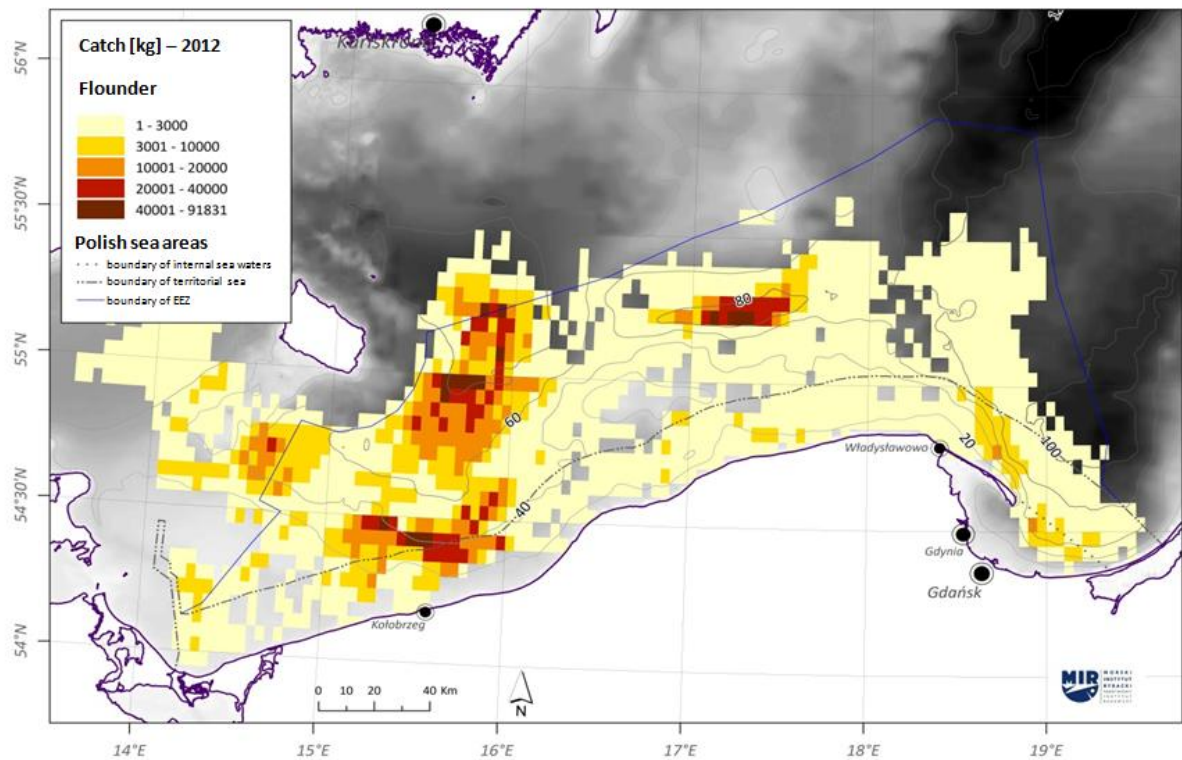 Catch [kg] – 2012
Flounder
1 - 3000
3001 - 10000
10001 - 20000
20001 - 40000
40001 - 91831
Polish sea areas
boundary of internal sea waters
boundary of territorial sea
boundary of EEZ
Karlskrona
56°N
55°30'N
55°N
54°30'N
54°N
80
60
40
20
100
Władysławowo
Gdynia
Gdańsk
Kołobrzeg
0 10 20 40 Km
N
MIR
MORSKI
INSTYTUT
RYBACKI
14°E 15°E 16°E 17°E 18°E 19°E